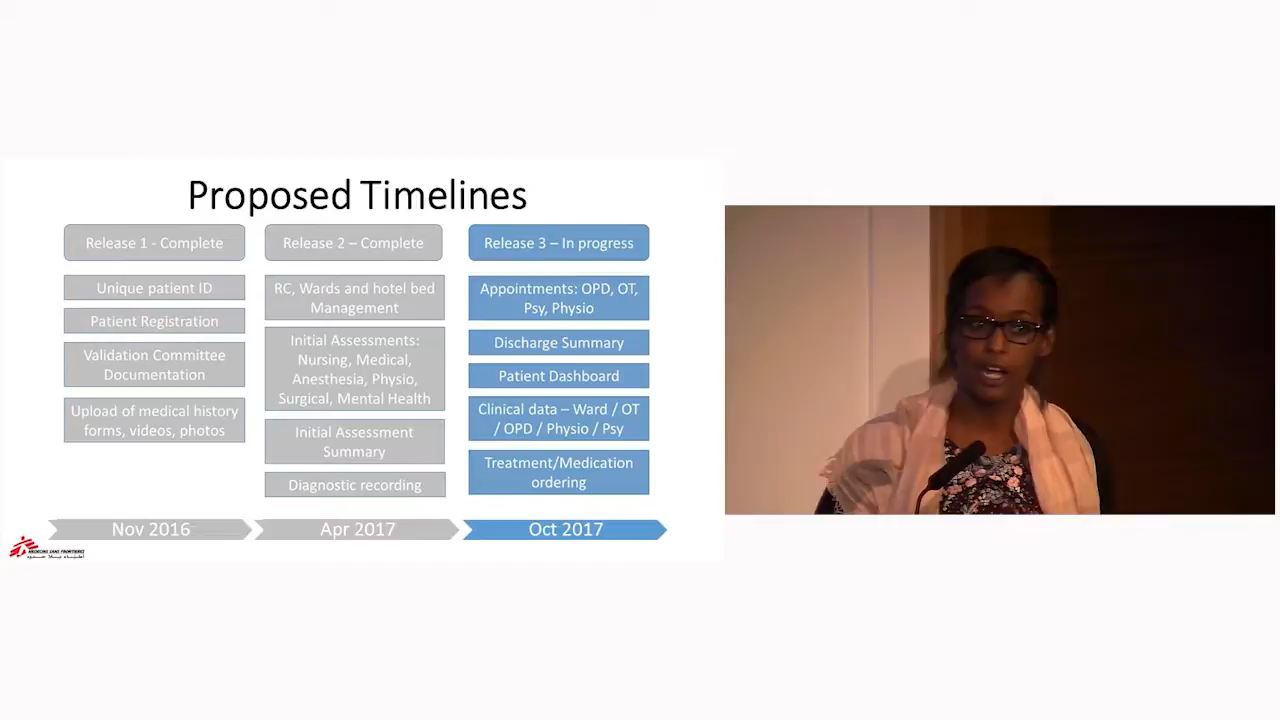 Proposed Timelines
Release 1 - Complete
Unique patient ID
Patient Registration
Validation Committee
Documentation
Upload of medical history
forms, videos, photos
Nov 2016
Release 2 – Complete
RC, Wards and hotel bed
Management
Initial Assessments:
Nursing, Medical,
Anesthesia, Physio,
Surgical, Mental Health
Initial Assessment
Summary
Diagnostic recording
Apr 2017
Release 3 – In progress
Appointments: OPD, OT,
Psy, Physio
Discharge Summary
Patient Dashboard
Clinical data – Ward / OT
/ OPD / Physio / Psy
Treatment/Medication
ordering
Oct 2017
MEDECINS SANS FRONTIERES